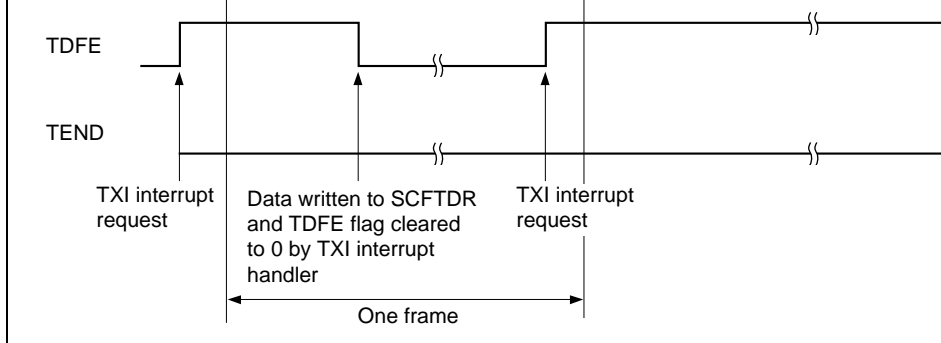 TDFE
TEND
TXI interrupt
request
Data written to SCFTDR
and TDFE flag cleared
to 0 by TXI interrupt
handler
TXI interrupt
request
One frame